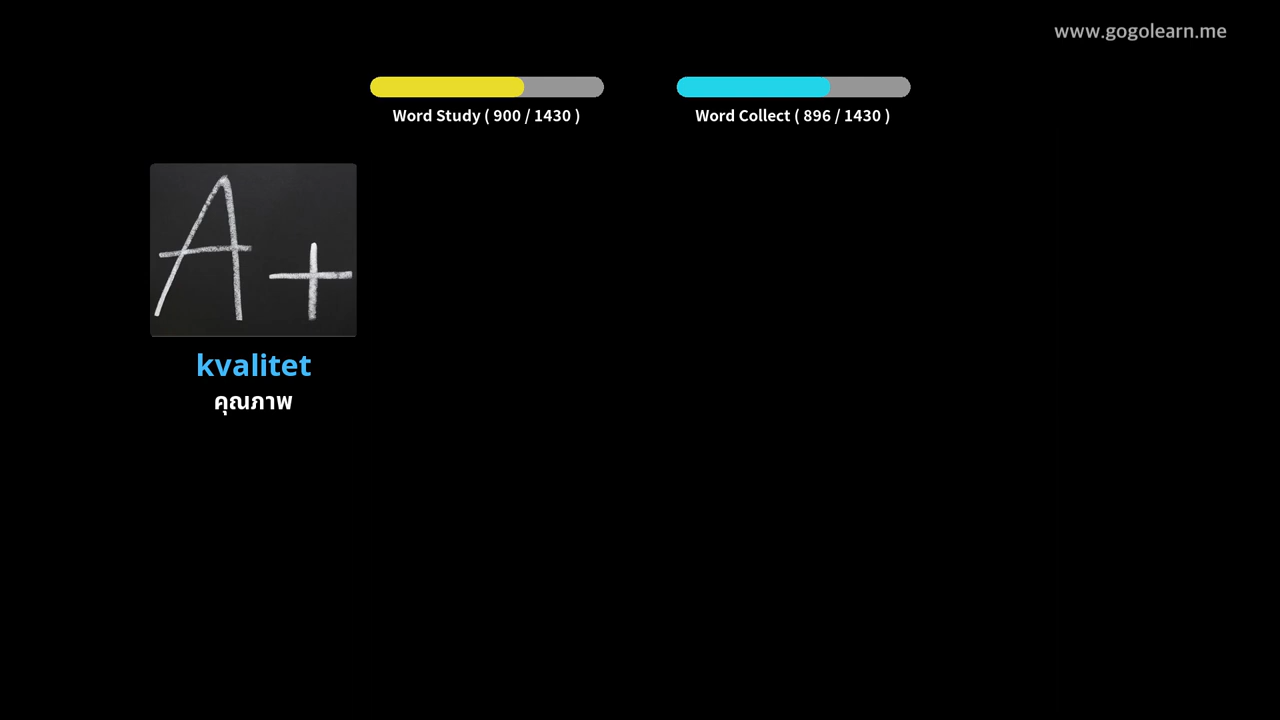 www.gogolearn.me
Word Study ( 900 / 1430 )
Word Collect ( 896 / 1430 )
A+
kvalitet
คุณภาพ